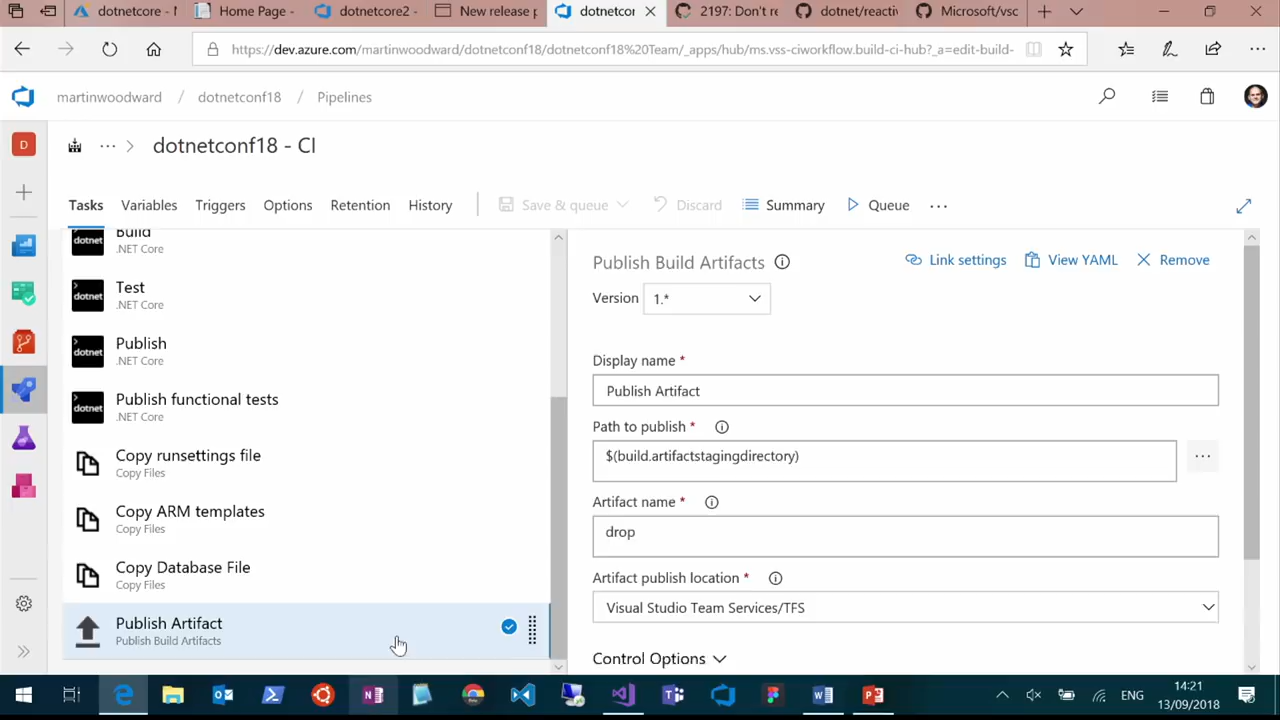 dotnetcore - N
Home Page -
dotnetcore2 -
New release p
dotnetcor
2197: Don't re
dotnet/reactiv
Microsoft/vsc
https://dev.azure.com/martinwoodward/dotnetconf18/dotnetconf18%20Team/_apps/hub/ms.vss-ciworkflow.build-ci-hub?_a=edit-build-
martinwoodward / dotnetconf18 / Pipelines
D
··· > dotnetconf18 - CI
Tasks
Variables
Triggers
Options
Retention
History
Save & queue
Discard
Summary
Queue
···
Build
.NET Core
Test
.NET Core
Publish
.NET Core
Publish functional tests
.NET Core
Copy runsettings file
Copy Files
Copy ARM templates
Copy Files
Copy Database File
Copy Files
Publish Artifact
Publish Build Artifacts
dotnet
dotnet
dotnet
dotnet
Publish Build Artifacts
Link settings
View YAML
Remove
Version 1.*
Display name *
Publish Artifact
Path to publish *
$(build.artifactstagingdirectory)
···
Artifact name *
drop
Artifact publish location *
Visual Studio Team Services/TFS
Control Options
ENG
14:21
13/09/2018